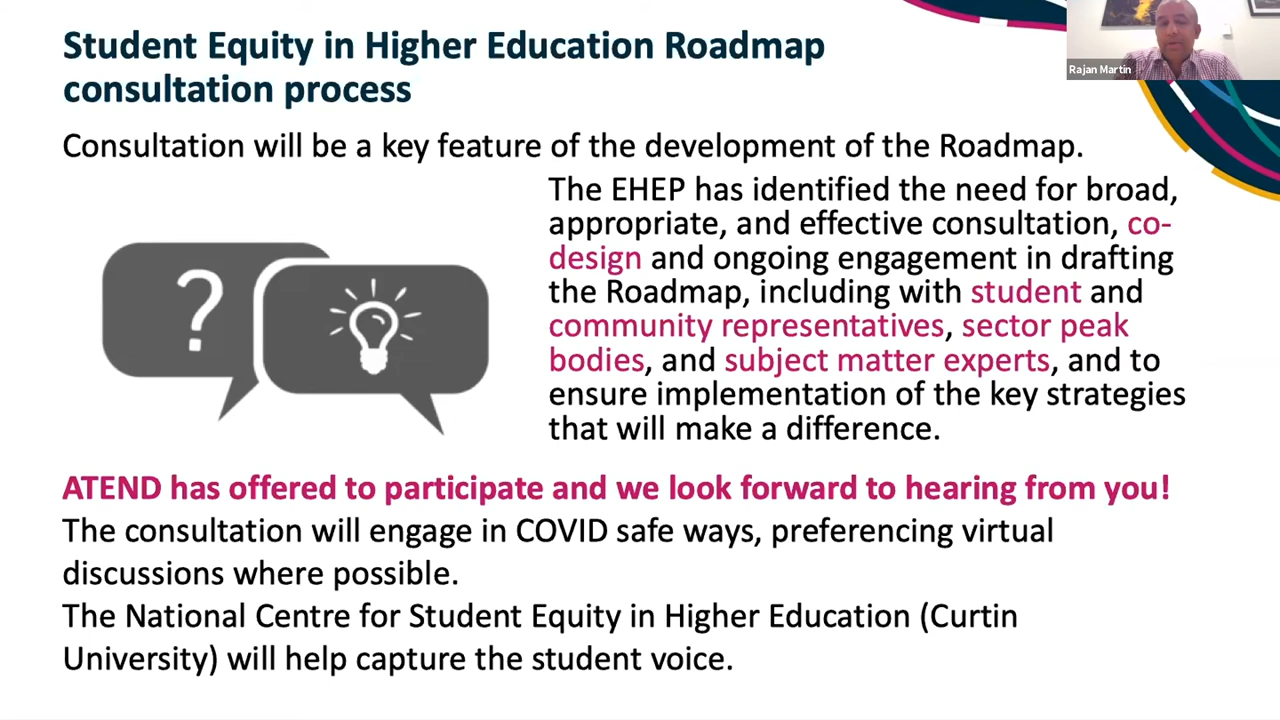 Student Equity in Higher Education Roadmap
consultation process
Rajan Martin
Consultation will be a key feature of the development of the Roadmap.
The EHEP has identified the need for broad,
appropriate, and effective consultation, co-
design and ongoing engagement in drafting
the Roadmap, including with student and
community representatives, sector peak
bodies, and subject matter experts, and to
ensure implementation of the key strategies
that will make a difference.
?
ATEND has offered to participate and we look forward to hearing from you!
The consultation will engage in COVID safe ways, preferencing virtual
discussions where possible.
The National Centre for Student Equity in Higher Education (Curtin
University) will help capture the student voice.